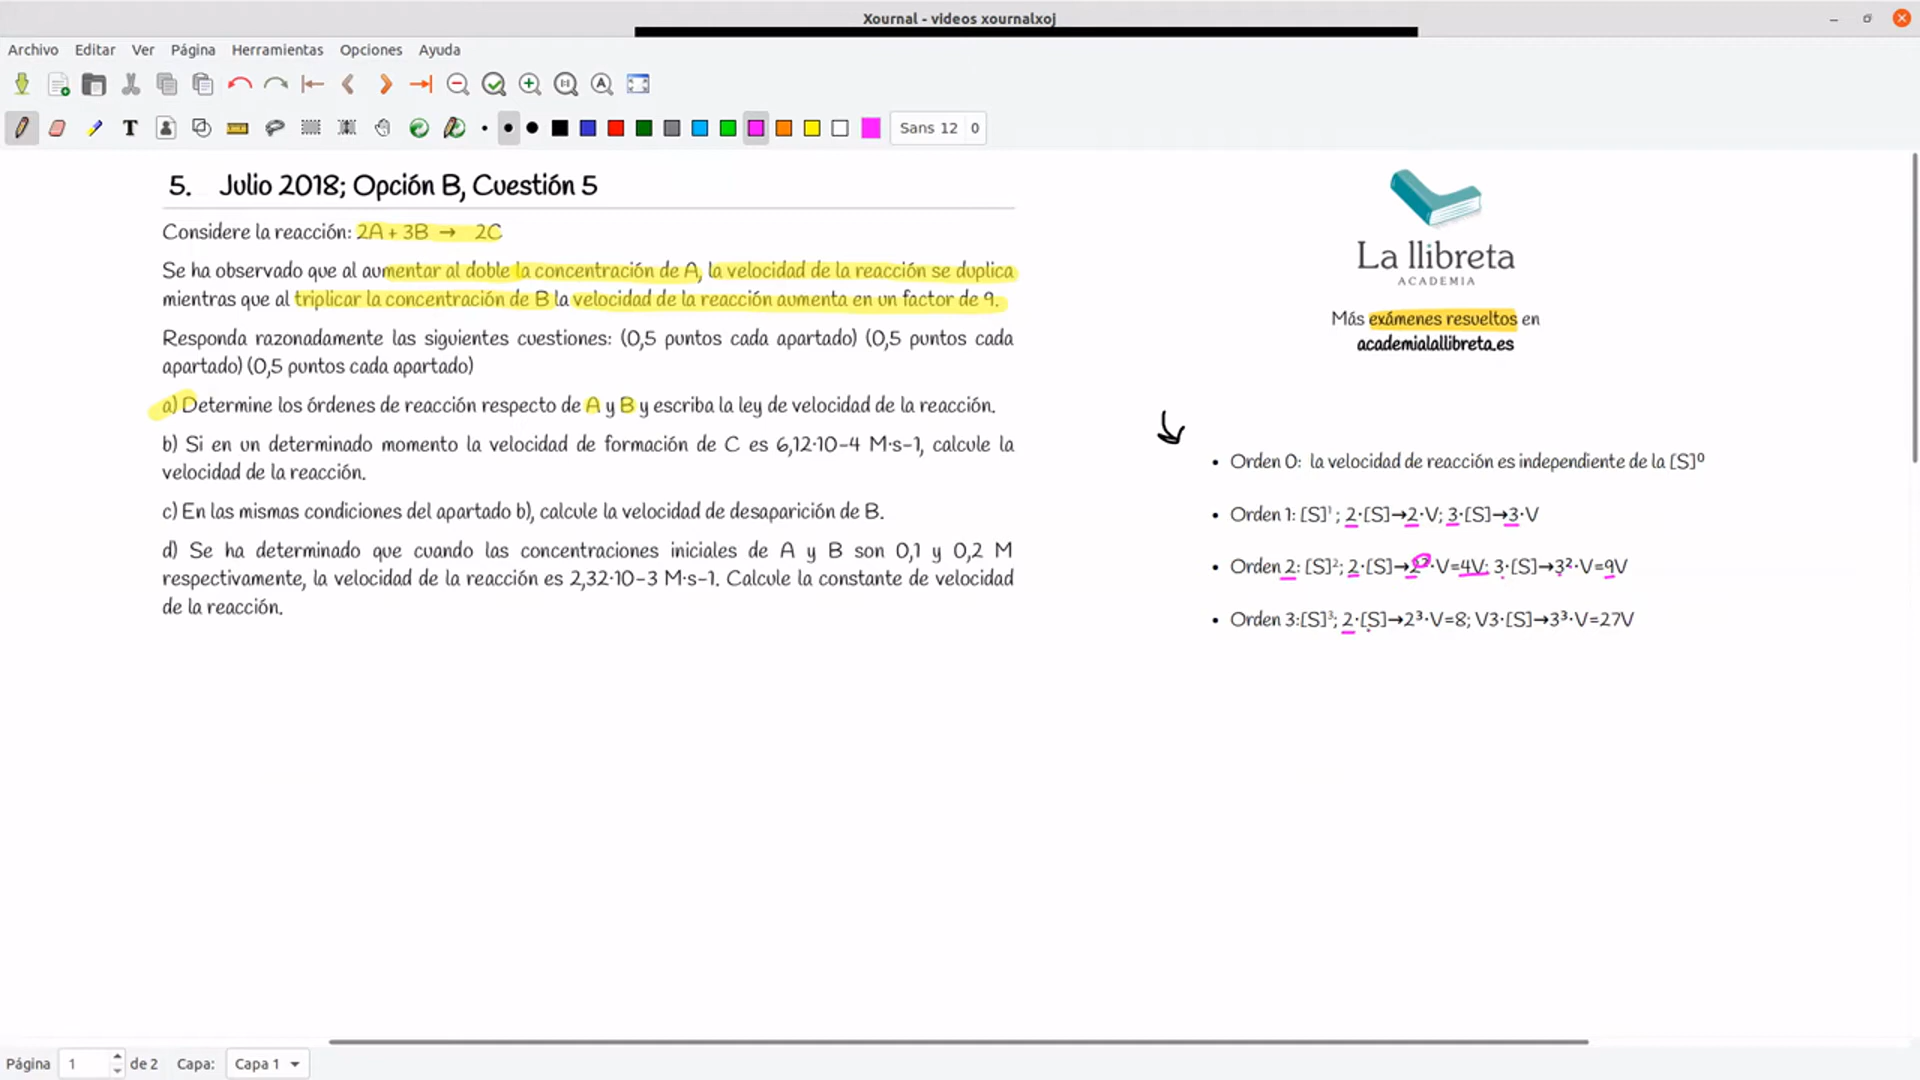 Xournal - videos xournalxoj
Archivo Editar Ver Página Herramientas Opciones Ayuda
Sans 12 0
5. Julio 2018; Opción B, Cuestión 5
Considere la reacción: 2A + 3B → 2C
Se ha observado que al aumentar al doble la concentración de A, la velocidad de la reacción se duplica
mientras que al triplicar la concentración de B la velocidad de la reacción aumenta en un factor de 9.
Responda razonadamente las siguientes cuestiones: (0,5 puntos cada apartado) (0,5 puntos cada
apartado) (0,5 puntos cada apartado)
a) Determine los órdenes de reacción respecto de A y B y escriba la ley de velocidad de la reacción.
b) Si en un determinado momento la velocidad de formación de C es 6,12·10-4 M·s-1, calcule la
velocidad de la reacción.
c) En las mismas condiciones del apartado b), calcule la velocidad de desaparición de B.
d) Se ha determinado que cuando las concentraciones iniciales de A y B son 0,1 y 0,2 M
respectivamente, la velocidad de la reacción es 2,32·10-3 M·s-1. Calcule la constante de velocidad
de la reacción.
La llibreta
ACADEMIA
Más exámenes resueltos en
academialallibreta.es
• Orden 0: la velocidad de reacción es independiente de la [S]⁰
• Orden 1: [S]¹ ; 2·[S]→2·V; 3·[S]→3·V
• Orden 2: [S]²; 2·[S]→2²·V=4V; 3·[S]→3²·V=9V
• Orden 3:[S]³; 2·[S]→2³·V=8; V3·[S]→3³·V=27V
Página 1 de 2 Capa: Capa 1